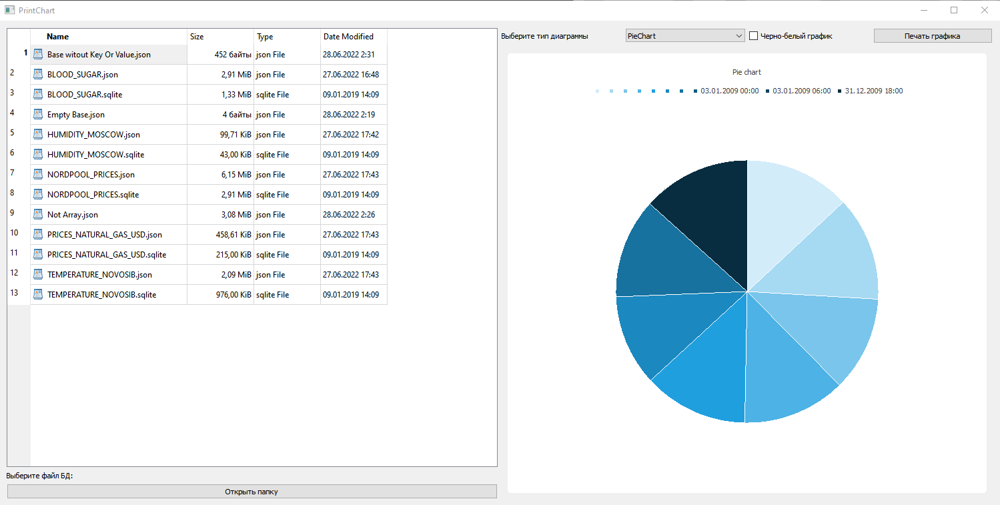 PrintChart
Name Size Type Date Modified
1 Base witout Key Or Value.json 452 байты json File 28.06.2022 2:31
2 BLOOD_SUGAR.json 2,91 MiB json File 27.06.2022 16:48
3 BLOOD_SUGAR.sqlite 1,33 MiB sqlite File 09.01.2019 14:09
4 Empty Base.json 4 байты json File 28.06.2022 2:19
5 HUMIDITY_MOSCOW.json 99,71 KiB json File 27.06.2022 17:42
6 HUMIDITY_MOSCOW.sqlite 43,00 KiB sqlite File 09.01.2019 14:09
7 NORDPOOL_PRICES.json 6,15 MiB json File 27.06.2022 17:43
8 NORDPOOL_PRICES.sqlite 2,91 MiB sqlite File 09.01.2019 14:09
9 Not Array.json 3,08 MiB json File 28.06.2022 2:26
10 PRICES_NATURAL_GAS_USD.json 458,61 KiB json File 27.06.2022 17:43
11 PRICES_NATURAL_GAS_USD.sqlite 215,00 KiB sqlite File 09.01.2019 14:09
12 TEMPERATURE_NOVOSIB.json 2,09 MiB json File 27.06.2022 17:43
13 TEMPERATURE_NOVOSIB.sqlite 976,00 KiB sqlite File 09.01.2019 14:09
Выберите файл БД:
Открыть папку
Выберите тип диаграммы PieChart Черно-белый график Печать графика
Pie chart
03.01.2009 00:00 03.01.2009 06:00 31.12.2009 18:00